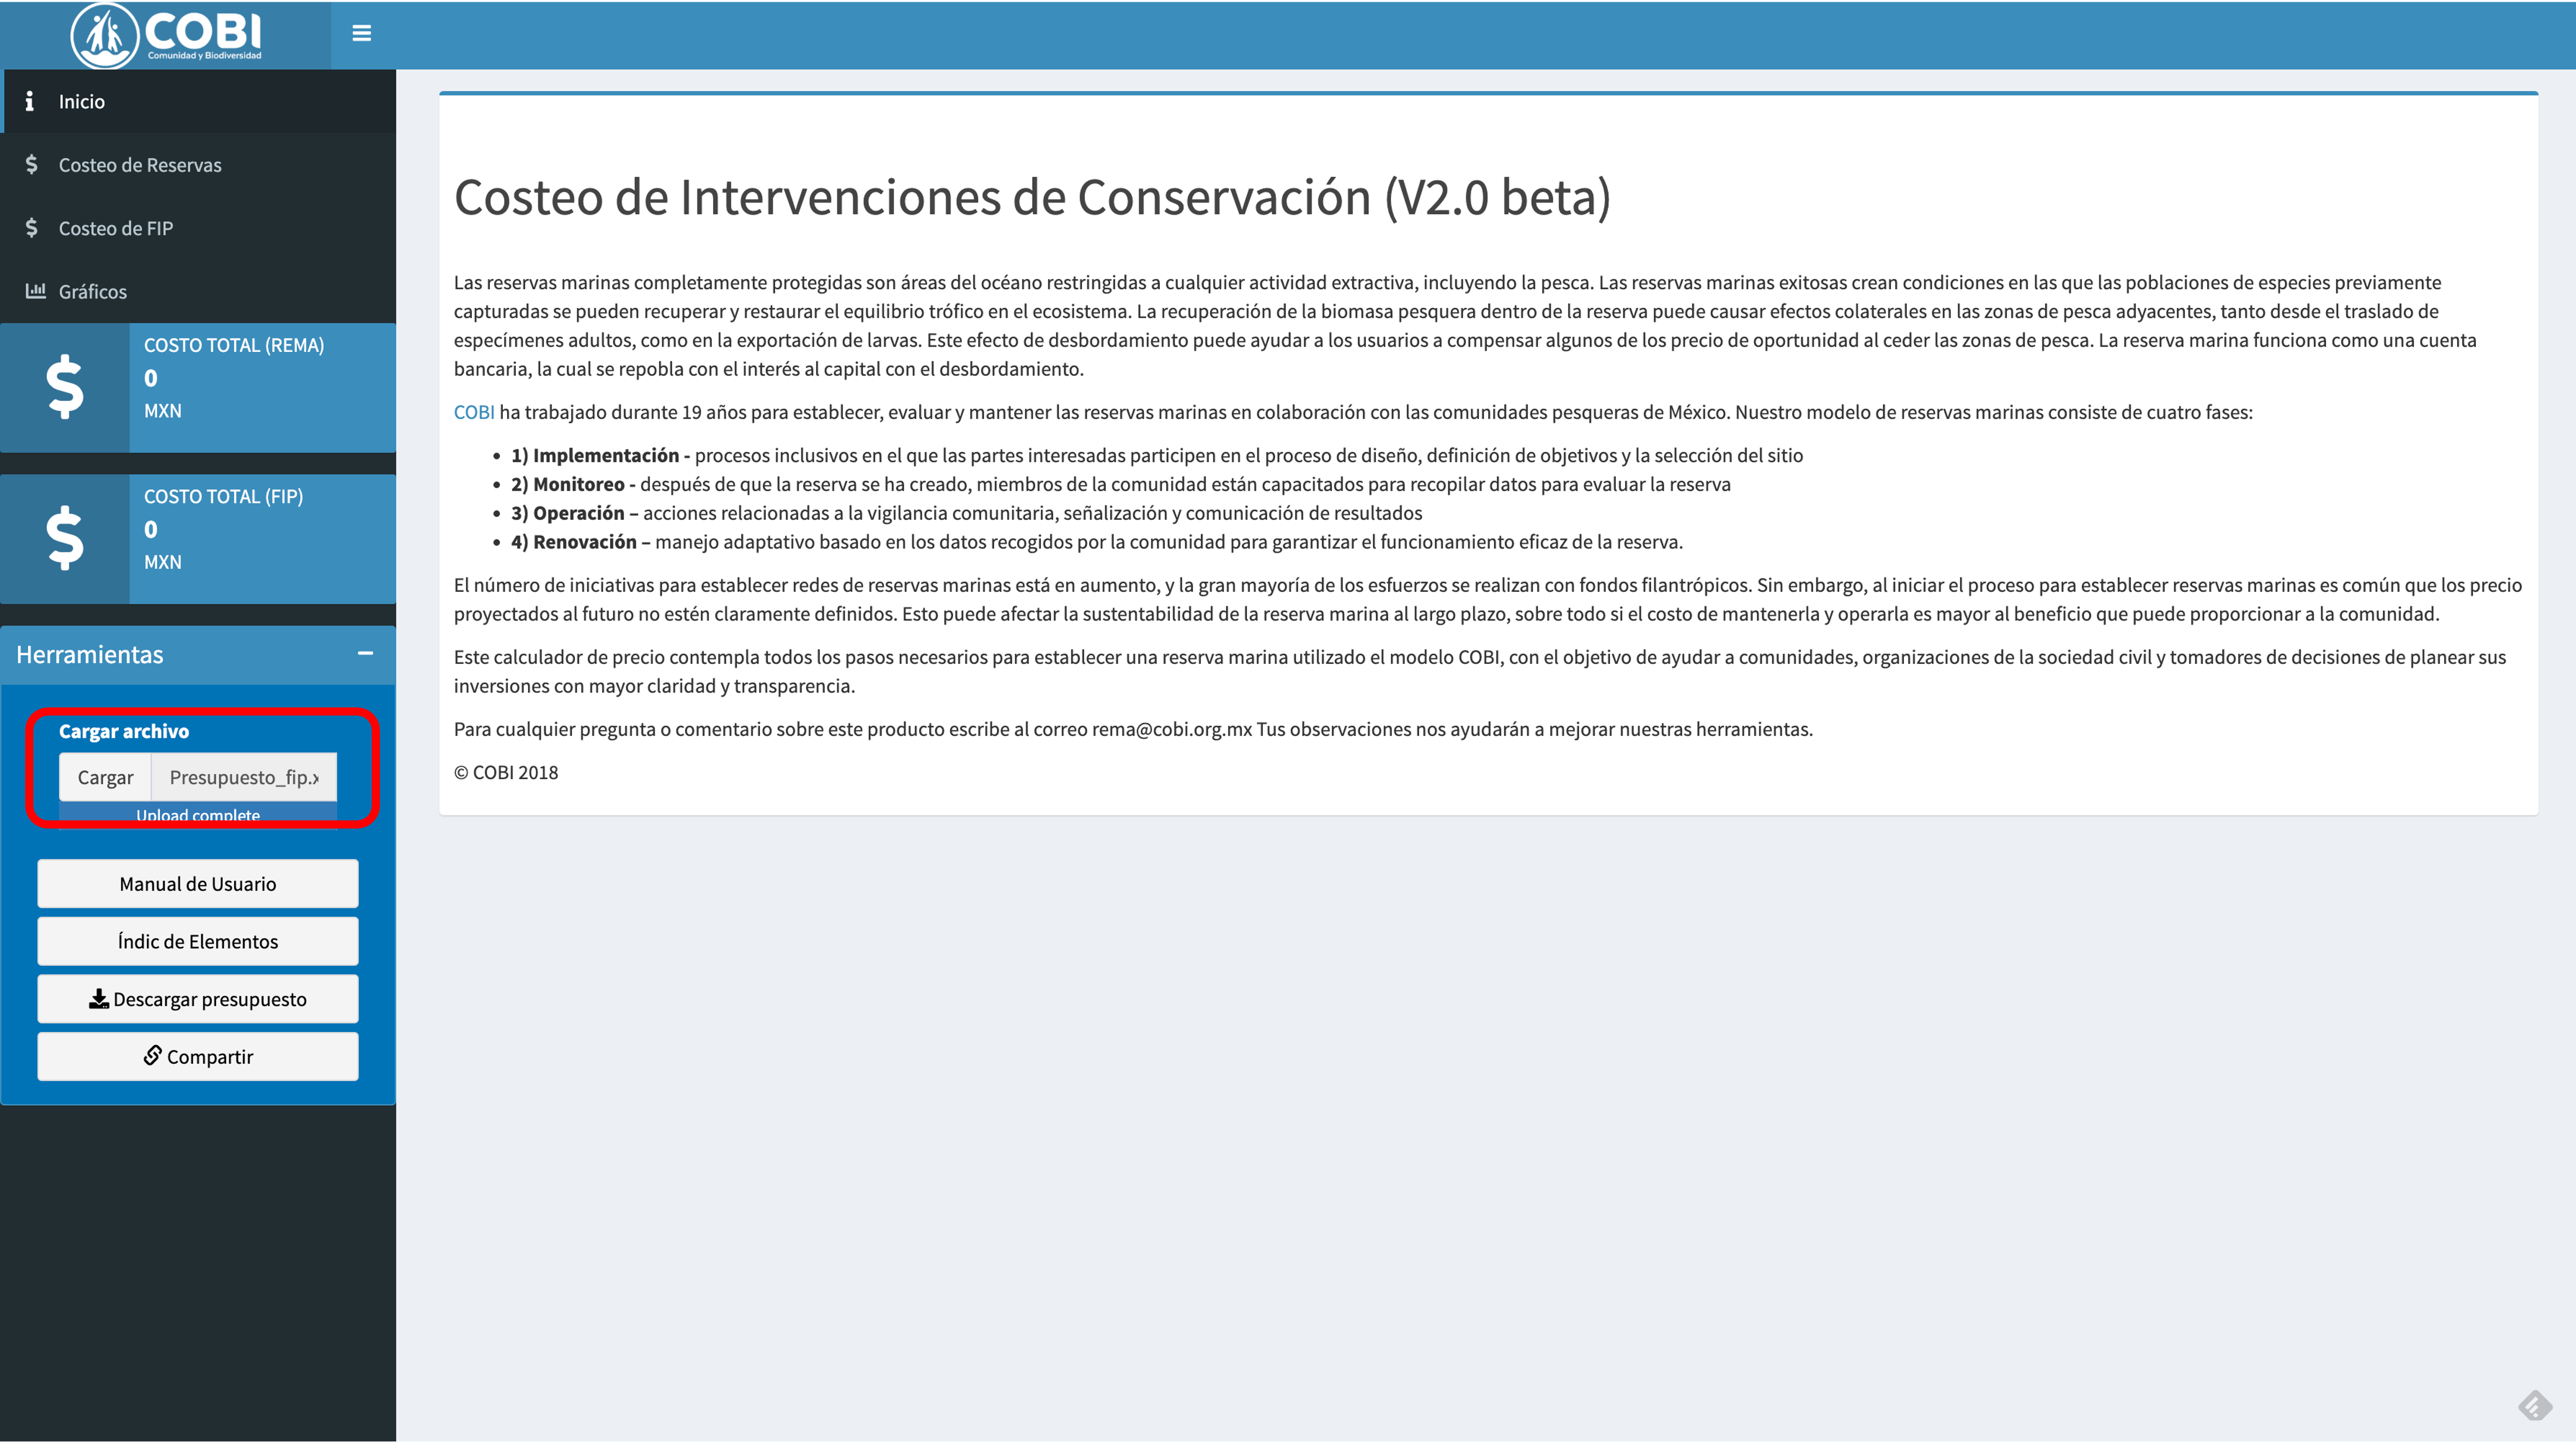 COBI
Comunidad y Biodiversidad
Inicio
Costeo de Reservas
Costeo de FIP
Gráficos
COSTO TOTAL (REMA)
0
MXN
COSTO TOTAL (FIP)
0
MXN
Herramientas
Cargar archivo
Cargar Presupuesto_fip.x
Upload complete
Manual de Usuario
Índic de Elementos
Descargar presupuesto
Compartir
Costeo de Intervenciones de Conservación (V2.0 beta)
Las reservas marinas completamente protegidas son áreas del océano restringidas a cualquier actividad extractiva, incluyendo la pesca. Las reservas marinas exitosas crean condiciones en las que las poblaciones de especies previamente
capturadas se pueden recuperar y restaurar el equilibrio trófico en el ecosistema. La recuperación de la biomasa pesquera dentro de la reserva puede causar efectos colaterales en las zonas de pesca adyacentes, tanto desde el traslado de
especímenes adultos, como en la exportación de larvas. Este efecto de desbordamiento puede ayudar a los usuarios a compensar algunos de los precio de oportunidad al ceder las zonas de pesca. La reserva marina funciona como una cuenta
bancaria, la cual se repobla con el interés al capital con el desbordamiento.
COBI ha trabajado durante 19 años para establecer, evaluar y mantener las reservas marinas en colaboración con las comunidades pesqueras de México. Nuestro modelo de reservas marinas consiste de cuatro fases:
• 1) Implementación - procesos inclusivos en el que las partes interesadas participen en el proceso de diseño, definición de objetivos y la selección del sitio
• 2) Monitoreo - después de que la reserva se ha creado, miembros de la comunidad están capacitados para recopilar datos para evaluar la reserva
• 3) Operación – acciones relacionadas a la vigilancia comunitaria, señalización y comunicación de resultados
• 4) Renovación – manejo adaptativo basado en los datos recogidos por la comunidad para garantizar el funcionamiento eficaz de la reserva.
El número de iniciativas para establecer redes de reservas marinas está en aumento, y la gran mayoría de los esfuerzos se realizan con fondos filantrópicos. Sin embargo, al iniciar el proceso para establecer reservas marinas es común que los precio
proyectados al futuro no estén claramente definidos. Esto puede afectar la sustentabilidad de la reserva marina al largo plazo, sobre todo si el costo de mantenerla y operarla es mayor al beneficio que puede proporcionar a la comunidad.
Este calculador de precio contempla todos los pasos necesarios para establecer una reserva marina utilizado el modelo COBI, con el objetivo de ayudar a comunidades, organizaciones de la sociedad civil y tomadores de decisiones de planear sus
inversiones con mayor claridad y transparencia.
Para cualquier pregunta o comentario sobre este producto escribe al correo rema@cobi.org.mx Tus observaciones nos ayudarán a mejorar nuestras herramientas.
© COBI 2018